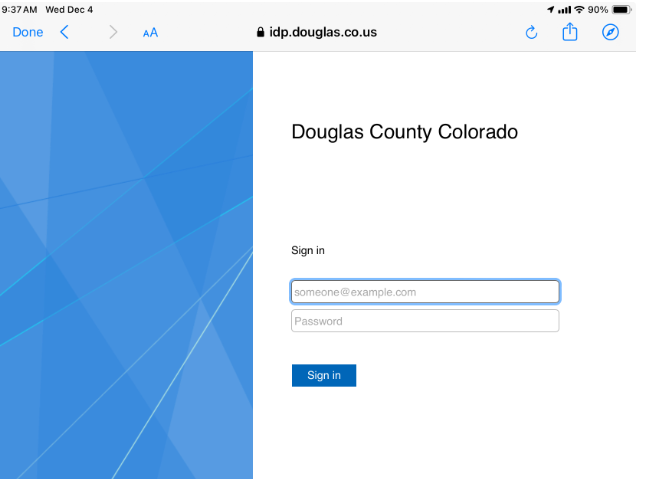 9:37 AM Wed Dec 4 90%
Done AA idp.douglas.co.us
Douglas County Colorado
Sign in
someone@example.com
Password
Sign in